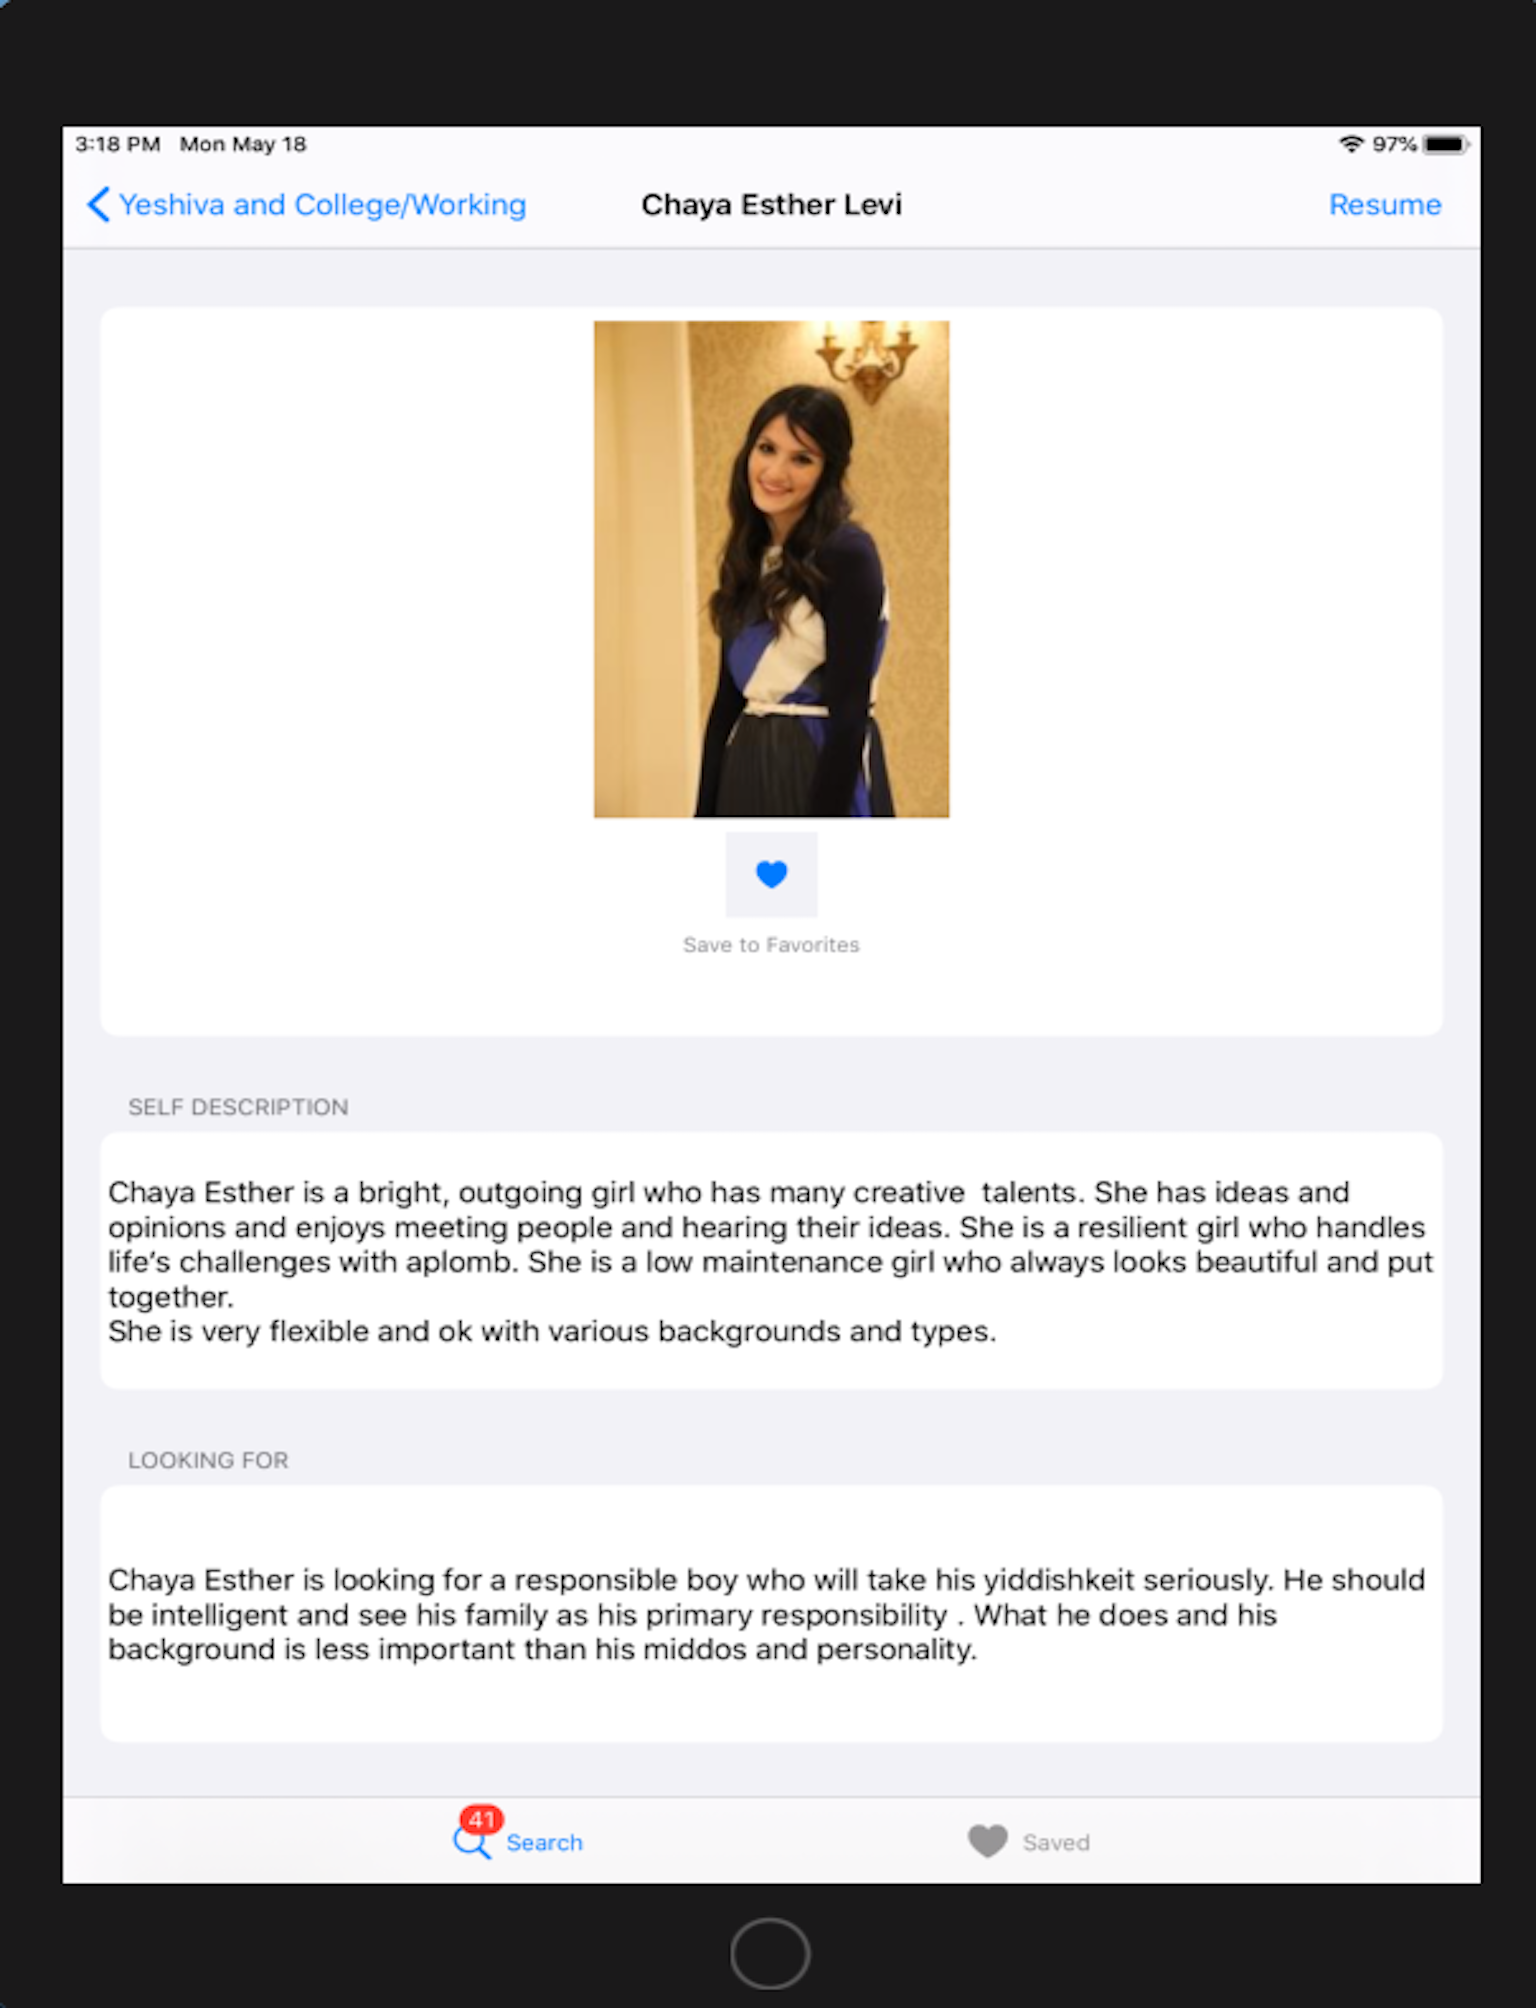 3:18 PM Mon May 18
97%
Yeshiva and College/Working
Chaya Esther Levi
Resume
Save to Favorites
SELF DESCRIPTION
Chaya Esther is a bright, outgoing girl who has many creative  talents. She has ideas and
opinions and enjoys meeting people and hearing their ideas. She is a resilient girl who handles
life’s challenges with aplomb. She is a low maintenance girl who always looks beautiful and put
together.
She is very flexible and ok with various backgrounds and types.
LOOKING FOR
Chaya Esther is looking for a responsible boy who will take his yiddishkeit seriously. He should
be intelligent and see his family as his primary responsibility . What he does and his
background is less important than his middos and personality.
41
Search
Saved